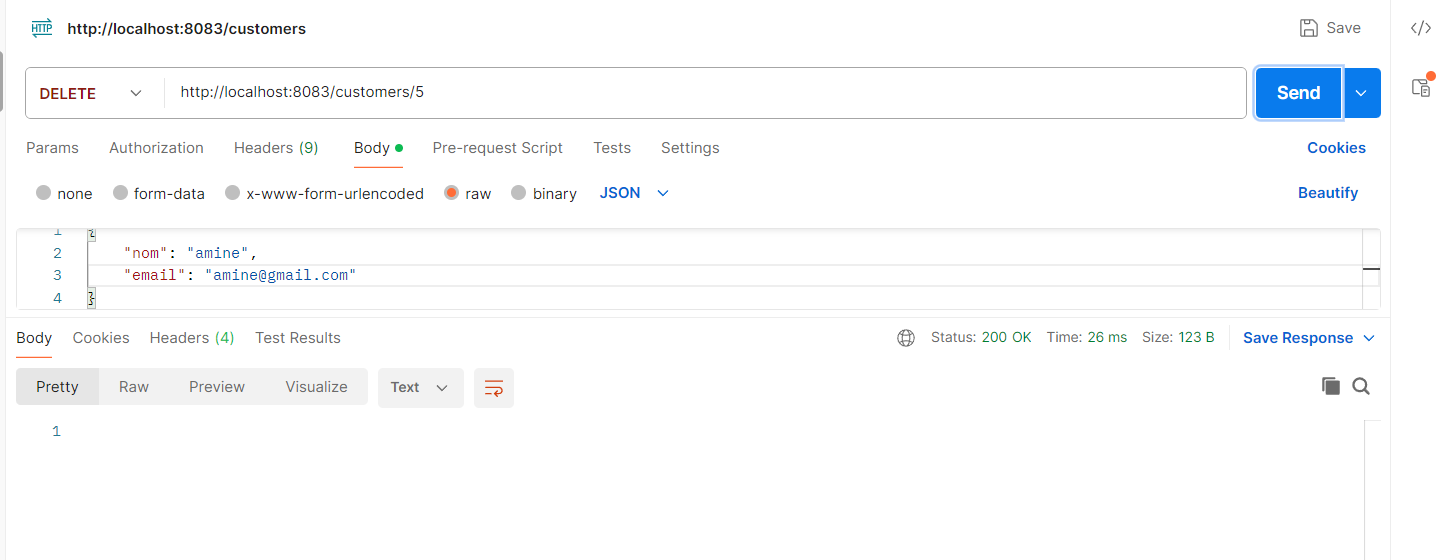 HTTP http://localhost:8083/customers Save
DELETE http://localhost:8083/customers/5 Send
Params Authorization Headers (9) Body Pre-request Script Tests Settings Cookies
none form-data x-www-form-urlencoded raw binary JSON Beautify
1 {
2 "nom": "amine",
3 "email": "amine@gmail.com"
4 }
Body Cookies Headers (4) Test Results Status: 200 OK Time: 26 ms Size: 123 B Save Response
Pretty Raw Preview Visualize Text
1